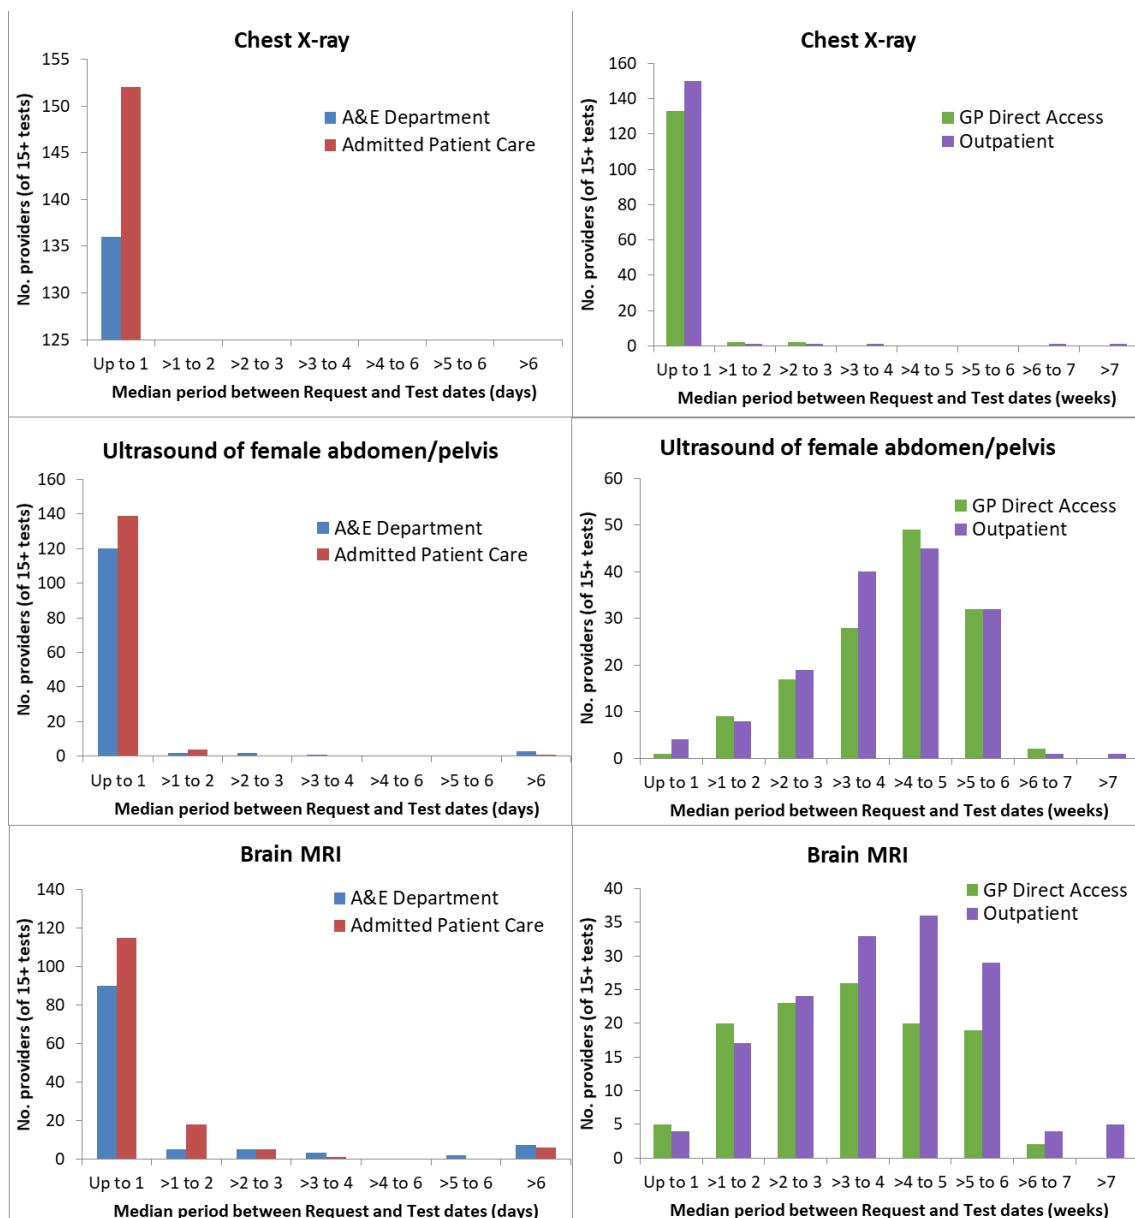 Chest X-ray
No. providers (of 15+ tests)
155
150
145
140
135
130
125
A&E Department
Admitted Patient Care
Up to 1 >1 to 2 >2 to 3 >3 to 4 >4 to 6 >5 to 6 >6
Median period between Request and Test dates (days)
Chest X-ray
No. providers (of 15+ tests)
160
140
120
100
80
60
40
20
0
GP Direct Access
Outpatient
Up to 1 >1 to 2 >2 to 3 >3 to 4 >4 to 5 >5 to 6 >6 to 7 >7
Median period between Request and Test dates (weeks)
Ultrasound of female abdomen/pelvis
No. providers (of 15+ tests)
160
140
120
100
80
60
40
20
0
A&E Department
Admitted Patient Care
Up to 1 >1 to 2 >2 to 3 >3 to 4 >4 to 6 >5 to 6 >6
Median period between Request and Test dates (days)
Ultrasound of female abdomen/pelvis
No. providers (of 15+ tests)
60
50
40
30
20
10
0
GP Direct Access
Outpatient
Up to 1 >1 to 2 >2 to 3 >3 to 4 >4 to 5 >5 to 6 >6 to 7 >7
Median period between Request and Test dates (weeks)
Brain MRI
No. providers (of 15+ tests)
140
120
100
80
60
40
20
0
A&E Department
Admitted Patient Care
Up to 1 >1 to 2 >2 to 3 >3 to 4 >4 to 6 >5 to 6 >6
Median period between Request and Test dates (days)
Brain MRI
No. providers (of 15+ tests)
40
35
30
25
20
15
10
5
0
GP Direct Access
Outpatient
Up to 1 >1 to 2 >2 to 3 >3 to 4 >4 to 5 >5 to 6 >6 to 7 >7
Median period between Request and Test dates (weeks)